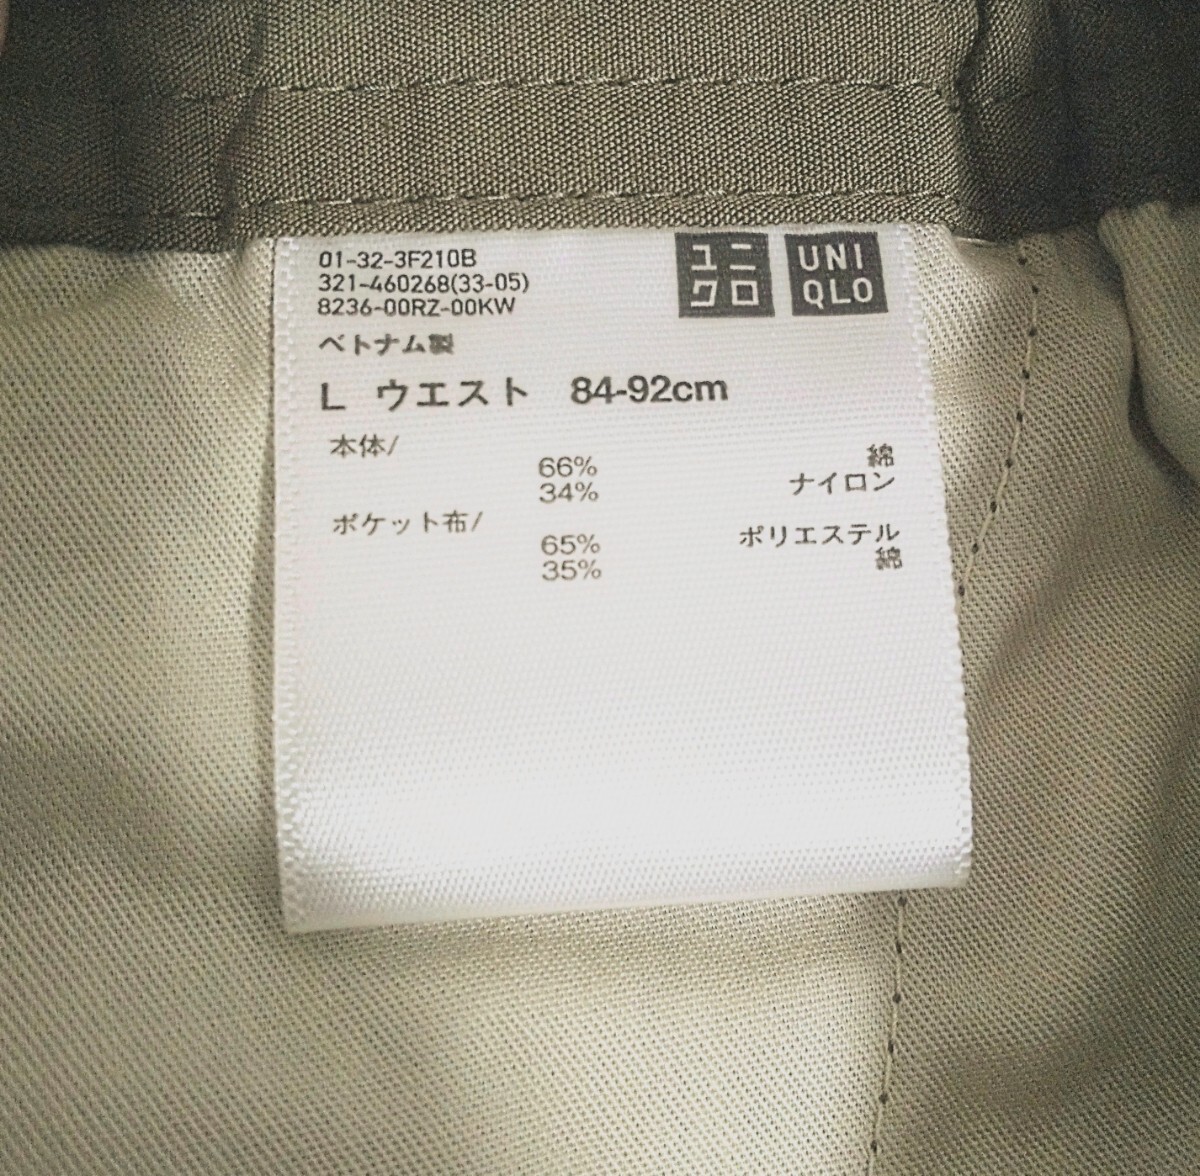 01-32-3F210B
321-460268(33-05)
8236-00RZ-00KW
ユニ
クロ
UNI
QLO
ベトナム製
L ウエスト 84-92cm
本体/
66% 綿
34% ナイロン
ポケット布/
65% ポリエステル
35% 綿